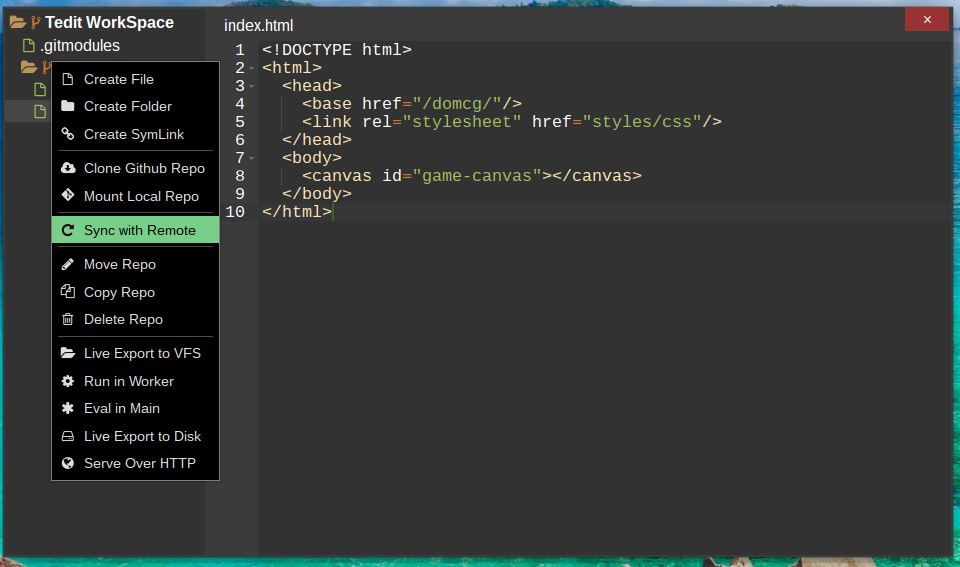 Tedit WorkSpace
.gitmodules
Create File
Create Folder
Create SymLink
Clone Github Repo
Mount Local Repo
Sync with Remote
Move Repo
Copy Repo
Delete Repo
Live Export to VFS
Run in Worker
Eval in Main
Live Export to Disk
Serve Over HTTP
index.html
×
1 <!DOCTYPE html>
2 <html>
3 <head>
4 <base href="/domcg/"/>
5 <link rel="stylesheet" href="styles/css"/>
6 </head>
7 <body>
8 <canvas id="game-canvas"></canvas>
9 </body>
10 </html>